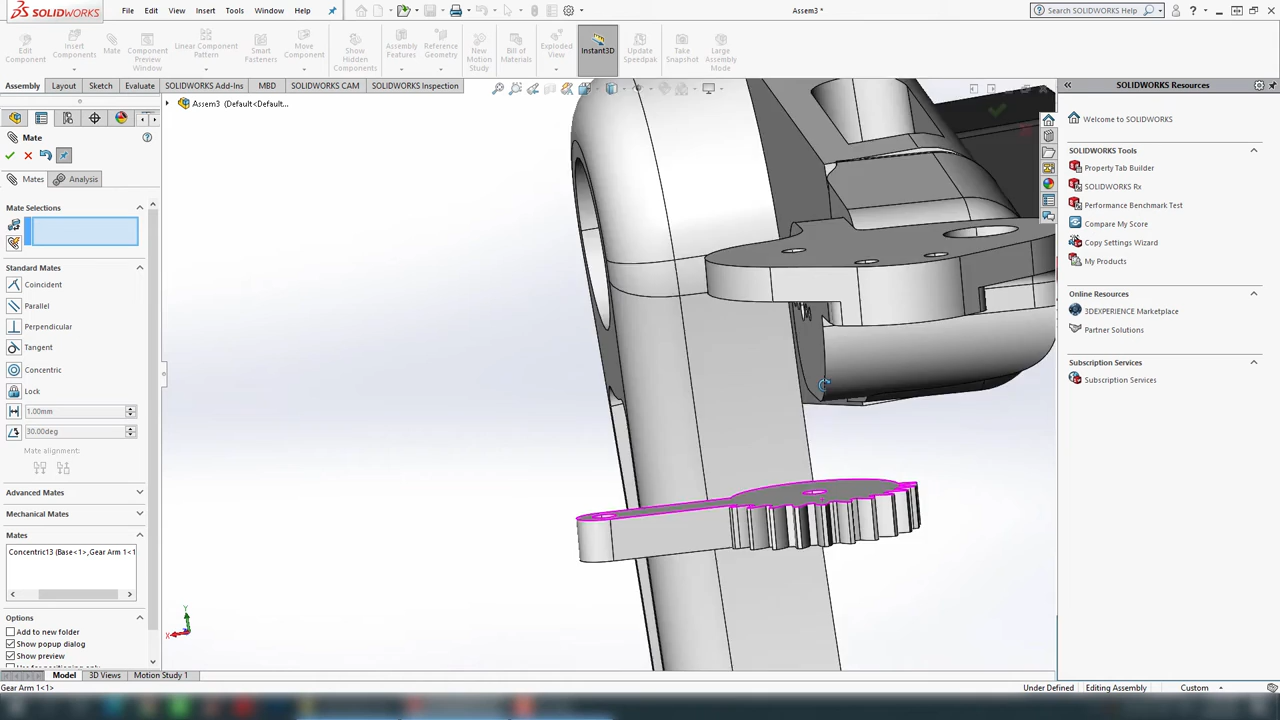 SOLIDWORKS
File
Edit
View
Insert
Tools
Window
Help
Assem3 *
Search SOLIDWORKS Help
Edit
Component
Insert
Components
Mate
Component
Preview
Window
Linear Component
Pattern
Smart
Fasteners
Move
Component
Show
Hidden
Components
Assembly
Features
Reference
Geometry
New
Motion
Study
Bill of
Materials
Exploded
View
Instant3D
Update
Speedpak
Take
Snapshot
Large
Assembly
Mode
Assembly
Layout
Sketch
Evaluate
SOLIDWORKS Add-Ins
MBD
SOLIDWORKS CAM
SOLIDWORKS Inspection
Assem3 (Default<Default...
Mate
Mates
Analysis
Mate Selections
Standard Mates
Coincident
Parallel
Perpendicular
Tangent
Concentric
Lock
1.00mm
30.00deg
Mate alignment:
Advanced Mates
Mechanical Mates
Mates
Concentric13 (Base<1>,Gear Arm 1<1
Options
Add to new folder
Show popup dialog
Show preview
Use for positioning only
Y
X
SOLIDWORKS Resources
Welcome to SOLIDWORKS
SOLIDWORKS Tools
Property Tab Builder
SOLIDWORKS Rx
Performance Benchmark Test
Compare My Score
Copy Settings Wizard
My Products
Online Resources
3DEXPERIENCE Marketplace
Partner Solutions
Subscription Services
Subscription Services
Model
3D Views
Motion Study 1
Gear Arm 1<1>
Under Defined
Editing Assembly
Custom